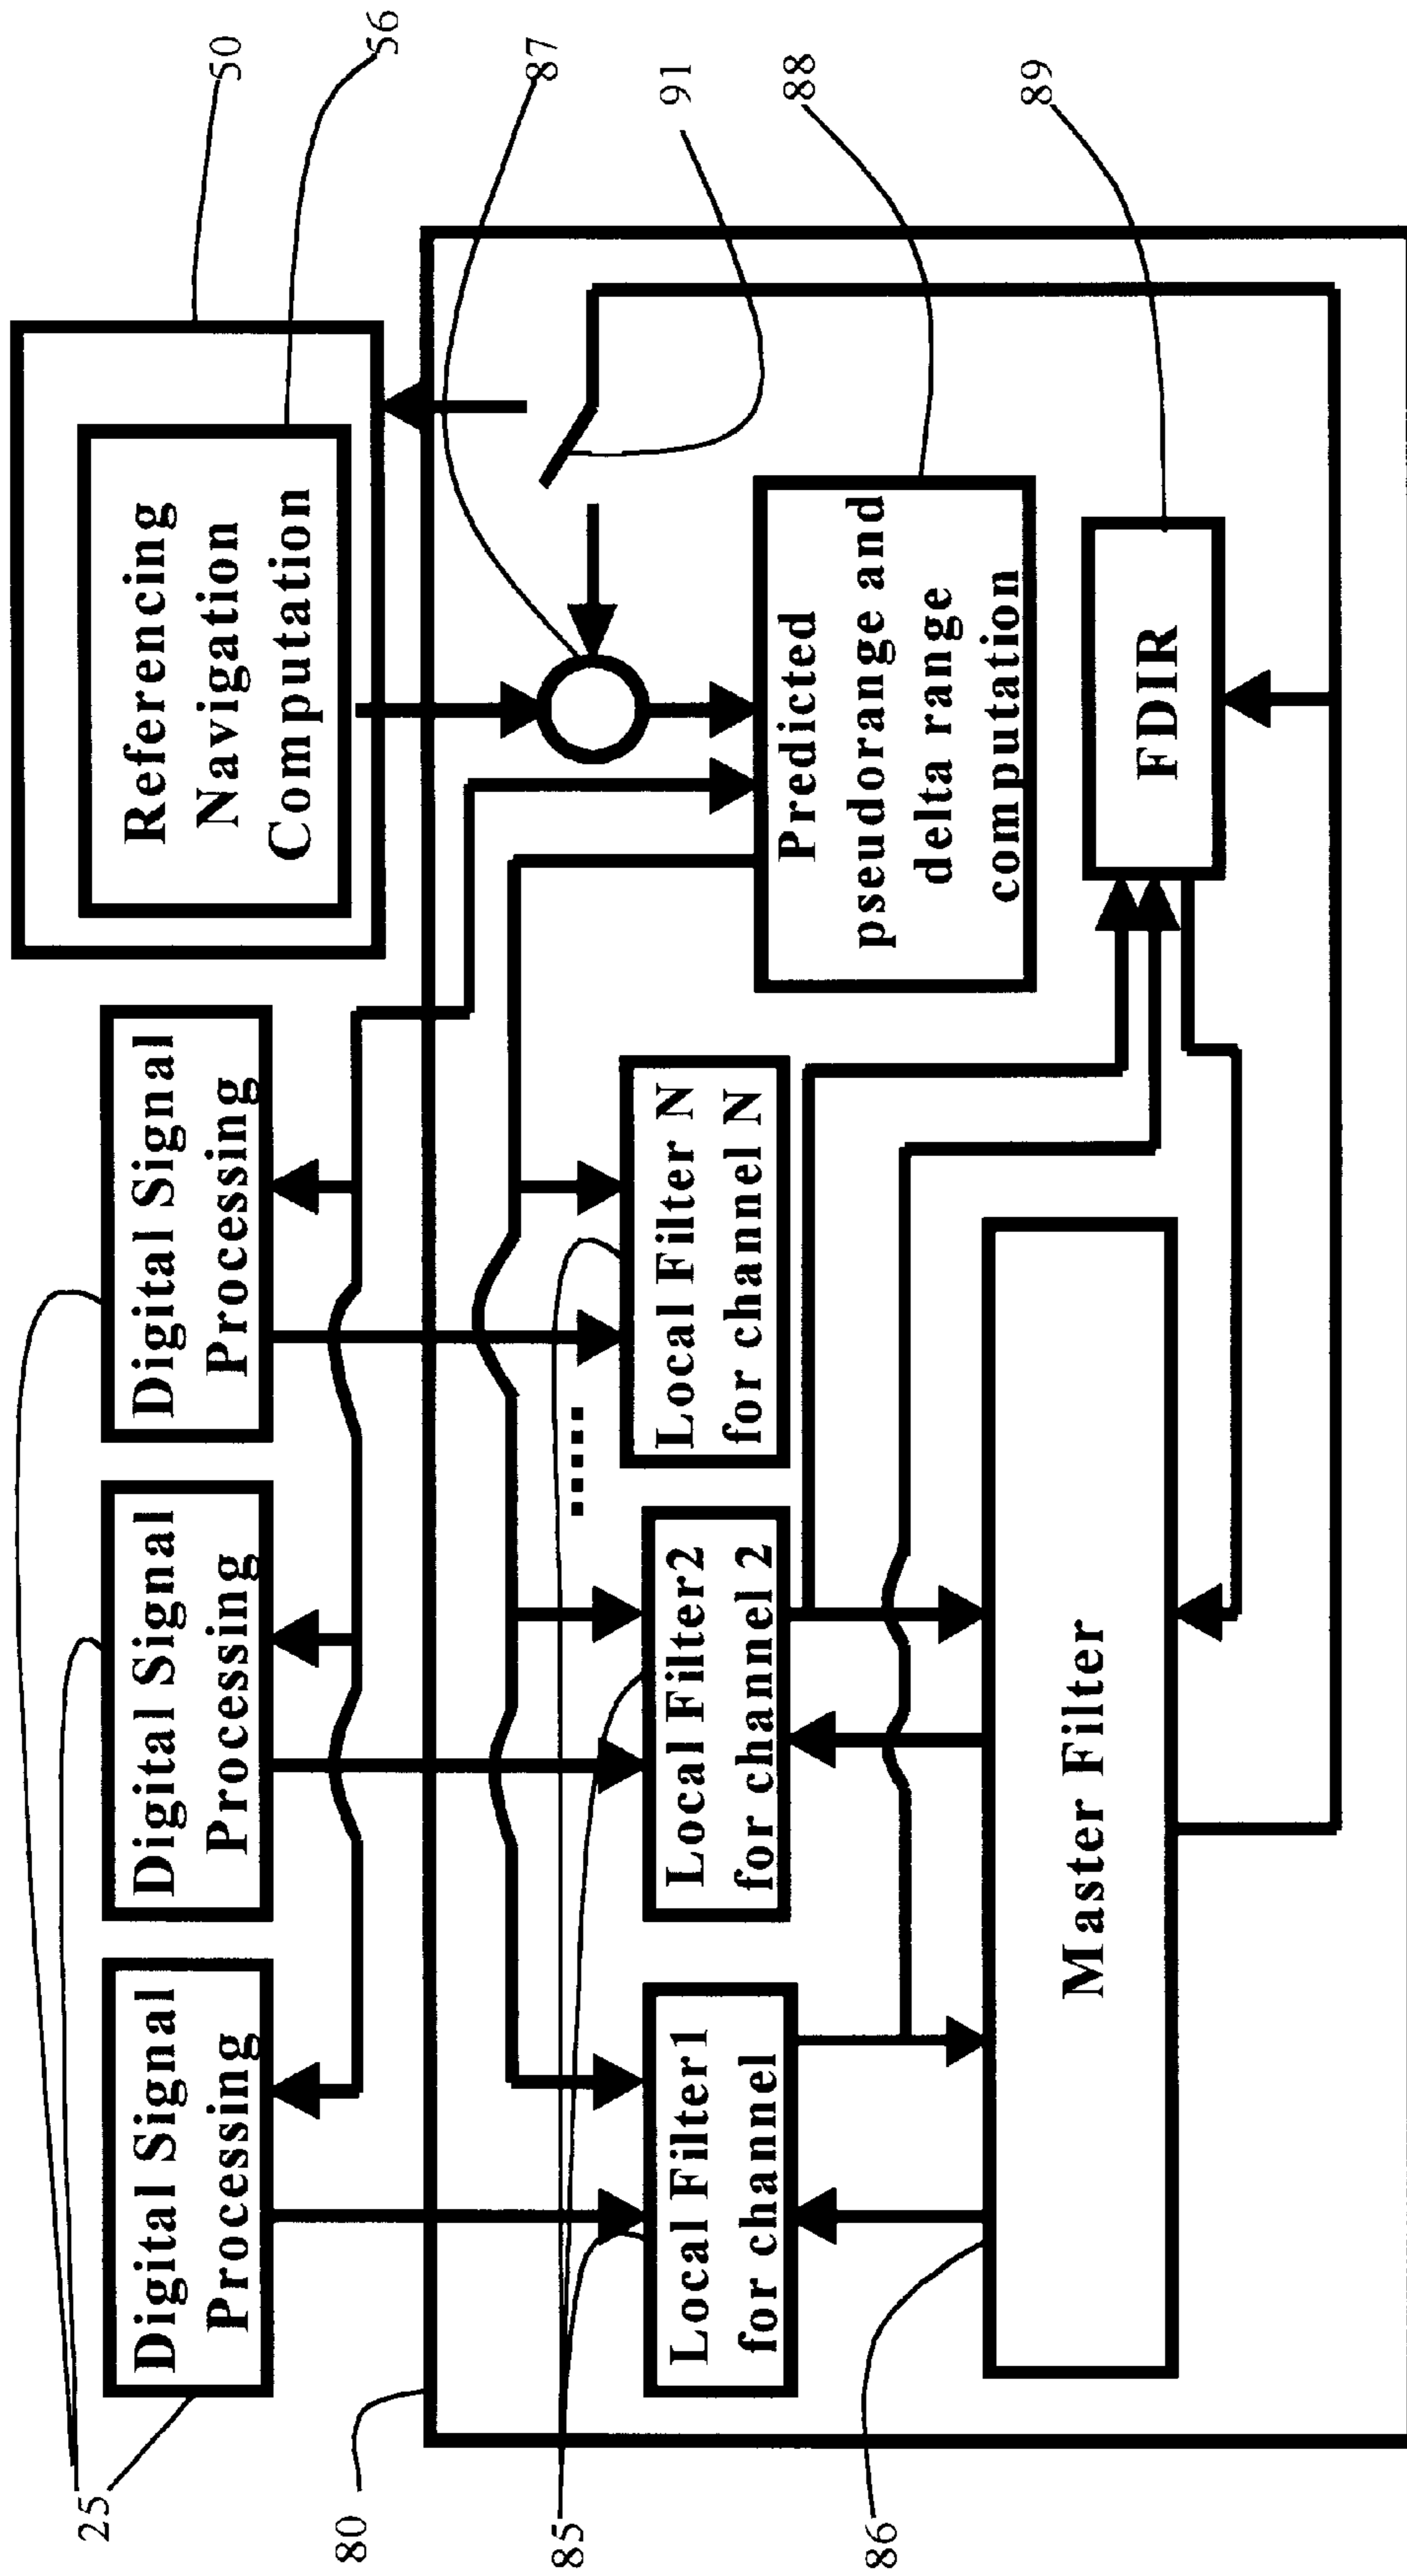 25
Digital Signal
Processing
Digital Signal
Processing
Digital Signal
Processing
Referencing
Navigation
Computation
50
56
80
87
91
85
Local Filter1
for channel
Local Filter2
for channel 2
.....
Local Filter N
for channel N
Predicted
pseudorange and
delta range
computation
88
86
Master Filter
FDIR
89